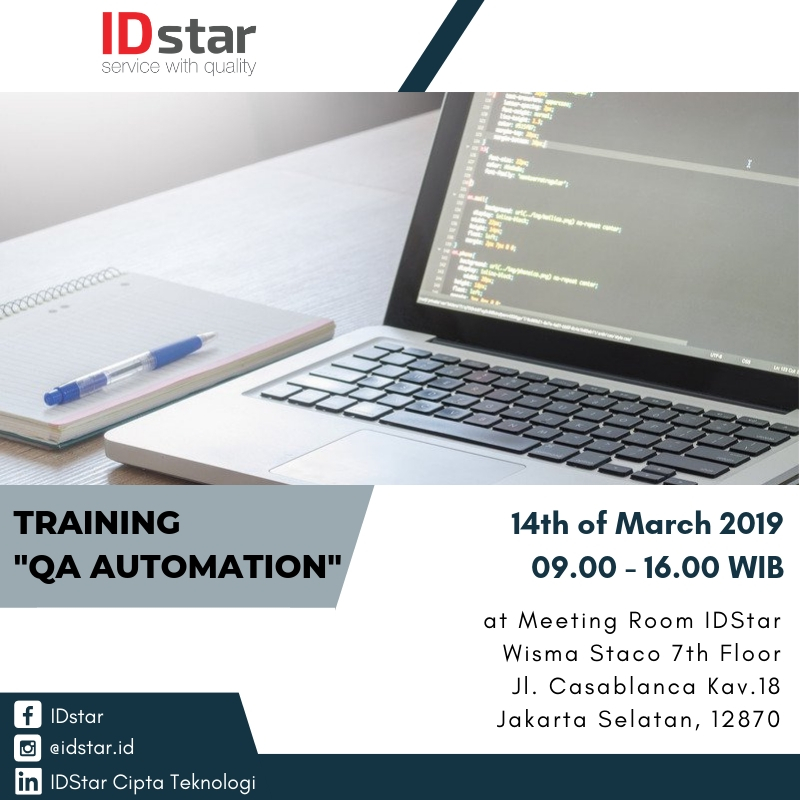 IDstar
service with quality
TRAINING
"QA AUTOMATION"
14th of March 2019
09.00 - 16.00 WIB
at Meeting Room IDStar
Wisma Staco 7th Floor
Jl. Casablanca Kav.18
Jakarta Selatan, 12870
IDstar
@idstar.id
IDStar Cipta Teknologi